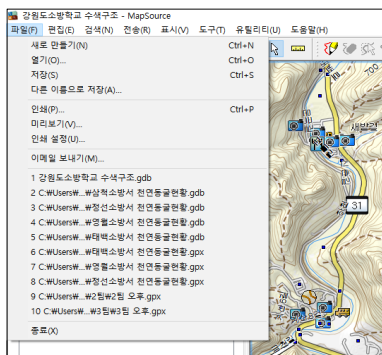 강원도소방학교 수색구조 - MapSource
파일(F) 편집(E) 검색(N) 전송(R) 표시(V) 도구(T) 유틸리티(U) 도움말(H)
새로 만들기(N) Ctrl+N
열기(O)... Ctrl+O
저장(S) Ctrl+S
다른 이름으로 저장(A)...
인쇄(P)... Ctrl+P
미리보기(V)...
인쇄 설정(U)...
이메일 보내기(M)...
1 강원도소방학교 수색구조.gdb
2 C:₩Users₩...₩삼척소방서 천연동굴현황.gdb
3 C:₩Users₩...₩정선소방서 천연동굴현황.gdb
4 C:₩Users₩...₩영월소방서 천연동굴현황.gdb
5 C:₩Users₩...₩태백소방서 천연동굴현황.gdb
6 C:₩Users₩...₩태백소방서 천연동굴현황.gpx
7 C:₩Users₩...₩영월소방서 천연동굴현황.gpx
8 C:₩Users₩...₩정선소방서 천연동굴현황.gpx
9 C:₩Users₩...₩2팀₩2팀 오후.gpx
10 C:₩Users₩...₩3팀₩3팀 오후.gpx
종료(X)
700
31